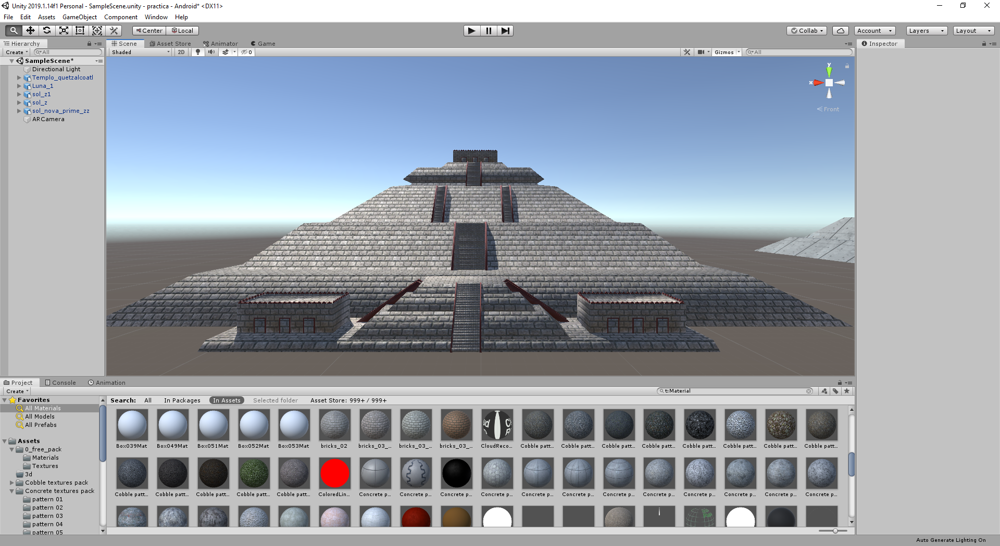 Unity 2019.1.14f1 Personal - SampleScene.unity - practica - Android* <DX11>
File Edit Assets GameObject Component Window Help
Center Local
Collab Account Layers Layout
Hierarchy
Scene Asset Store Animator Game
Inspector
Create All
Shaded 2D 0 Gizmos All
SampleScene*
Directional Light
Templo_quetzalcoatl
Luna_1
sol_z1
sol_z
sol_nova_prime_zz
ARCamera
y
x
Front
Project Console Animation
Create t:Material
Favorites
All Materials
All Models
All Prefabs
Assets
0_free_pack
Materials
Textures
3d
Cobble textures pack
Concrete textures pack
pattern 01
pattern 02
pattern 03
pattern 04
pattern 05
Search: All In Packages In Assets Selected folder Asset Store: 999+ / 999+
Box039Mat Box049Mat Box051Mat Box052Mat Box053Mat bricks_02 bricks_03_... bricks_03_... bricks_03_... CloudReco... Cobble patt... Cobble patt... Cobble patt... Cobble patt... Cobble patt... Cobble patt... Cobble patt... Cobble patt...
Cobble patt... Cobble patt... Cobble patt... Cobble patt... Cobble patt... ColoredLin... Concrete p... Concrete p... Concrete p... Concrete p... Concrete p... Concrete p... Concrete p... Concrete p... Concrete p... Concrete p... Concrete p... Concrete p...
Auto Generate Lighting On